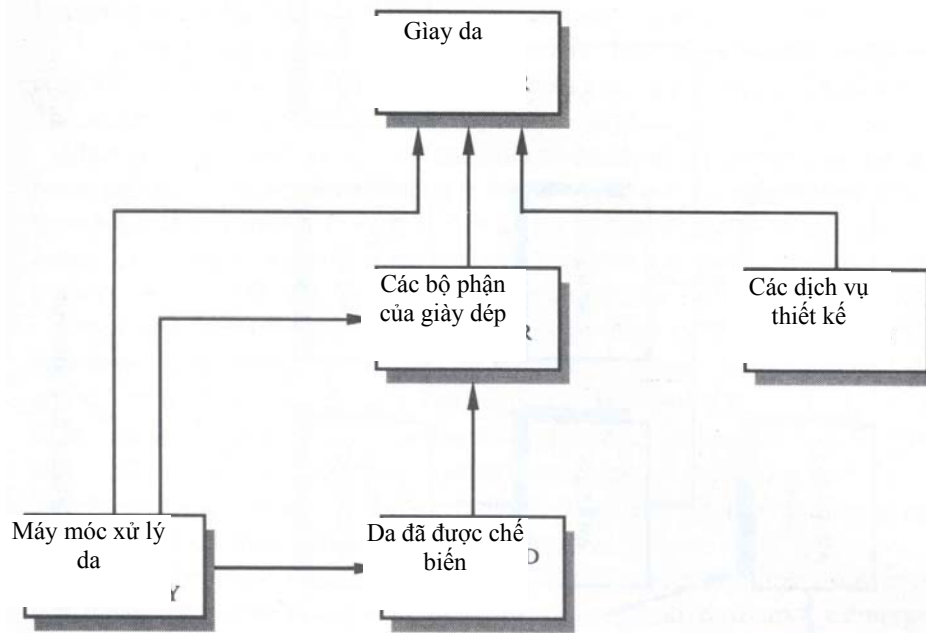 Giày da
Các bộ phận
của giày dép
R
Các dịch vụ
thiết kế
Máy móc xử lý
da
Y
Da đã được chế
biến
D